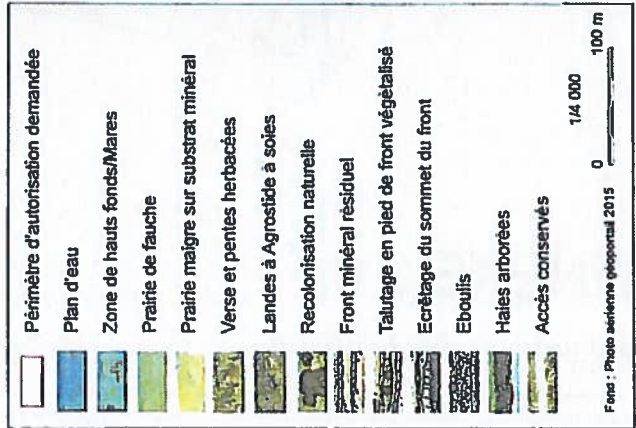 Périmètre d'autorisation demandée
Plan d'eau
Zone de hauts fonds/Mares
Prairie de fauche
Prairie maigre sur substrat minéral
Verse et pentes herbacées
Landes à Agrostide à soies
Recolonisation naturelle
Front minéral résiduel
Talutage en pied de front végétalisé
Ecrêtage du sommet du front
Eboulis
Haies arborées
Accès conservés
1/4 000
0 100 m
Fond : Photo aérienne géoportail 2015